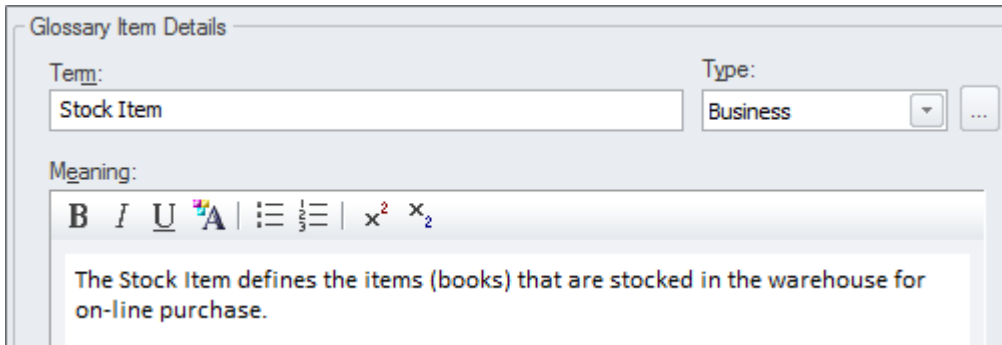 Glossary Item Details
Term: Type:
Stock Item Business ...
Meaning:
B I U A x² x₂
The Stock Item defines the items (books) that are stocked in the warehouse for
on-line purchase.